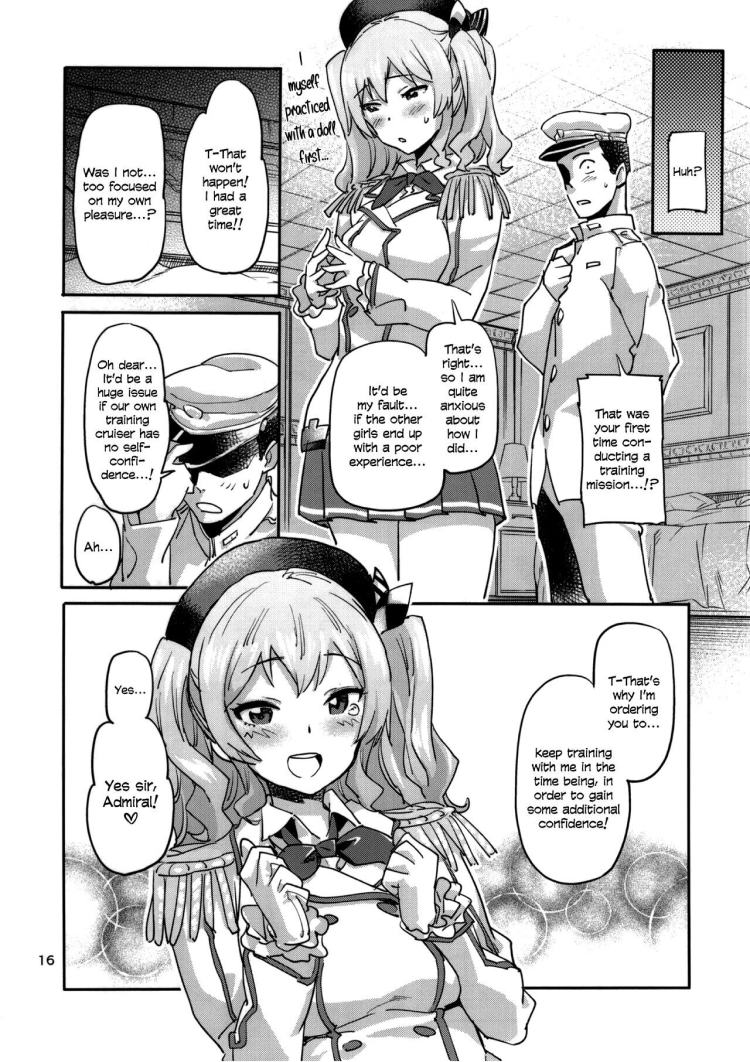 Huh?
That was
your first
time con-
ducting a
training
mission...!?
I
myself
practiced
with a doll
first...
That's
right...
so I am
quite
anxious
about
how I
did...
It'd be
my fault...
if the other
girls end up
with a poor
experience...
T-That
won't
happen!
I had a
great
time!!
Was I not...
too focused
on my own
pleasure...?
Oh dear...
It'd be a
huge issue
if our own
training
cruiser has
no self-
confi-
dence...!
Ah...
T-That's
why I'm
ordering
you to...
keep training
with me in the
time being, in
order to gain
some additional
confidence!
Yes...
Yes sir,
Admiral!
♡
16